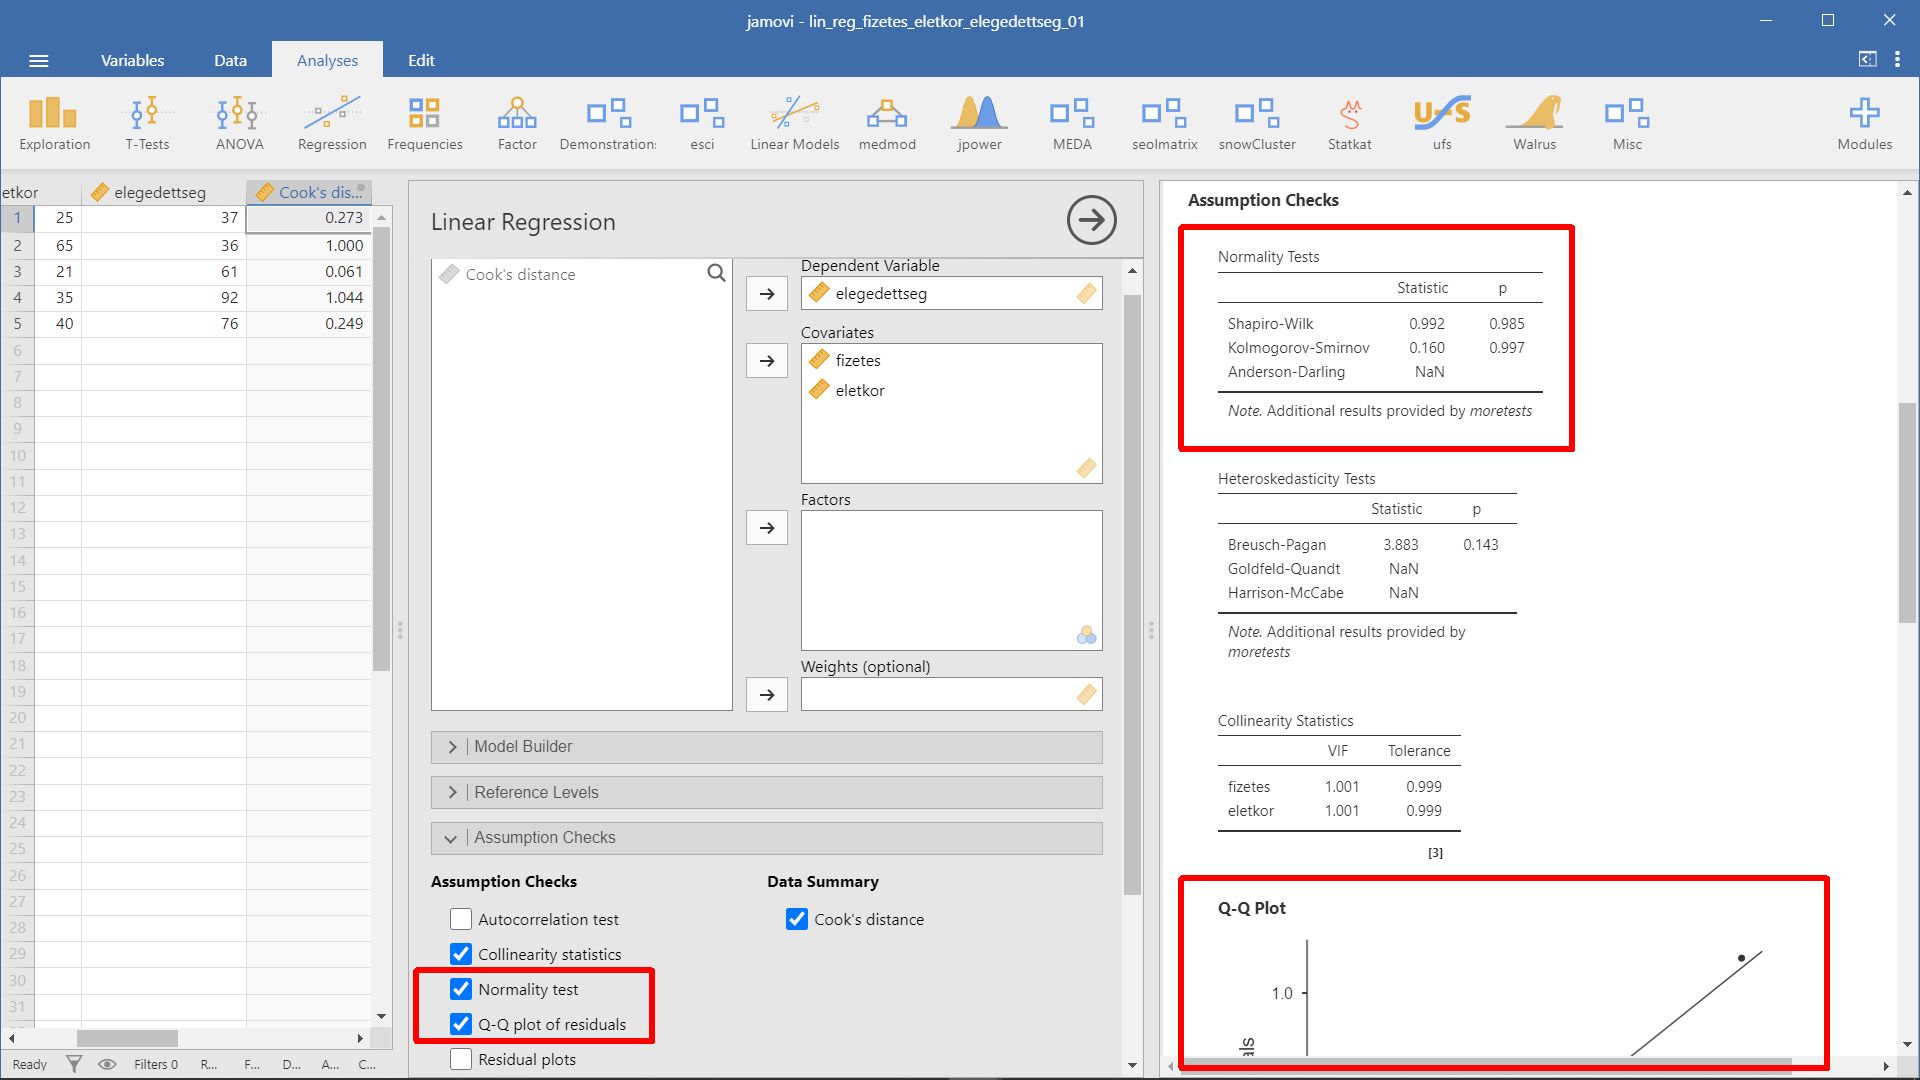 jamovi - lin_reg_fizetes_eletkor_elegedettseg_01
Variables Data Analyses Edit
Exploration T-Tests ANOVA Regression Frequencies Factor Demonstrations esci Linear Models medmod jpower MEDA seolmatrix snowCluster Statkat ufs Walrus Misc Modules
etkor elegedettseg Cook's dis...
1 25 37 0.273
2 65 36 1.000
3 21 61 0.061
4 35 92 1.044
5 40 76 0.249
6
7
8
9
10
11
12
13
14
15
16
17
18
19
20
21
22
23
24
25
26
27
28
29
30
31
Ready Filters 0 R... F... D... A... C...
Linear Regression
Cook's distance
Dependent Variable
elegedettseg
Covariates
fizetes
eletkor
Factors
Weights (optional)
Model Builder
Reference Levels
Assumption Checks
Assumption Checks Data Summary
Autocorrelation test Cook's distance
Collinearity statistics
Normality test
Q-Q plot of residuals
Residual plots
Assumption Checks
Normality Tests
Statistic p
Shapiro-Wilk 0.992 0.985
Kolmogorov-Smirnov 0.160 0.997
Anderson-Darling NaN
Note. Additional results provided by moretests
Heteroskedasticity Tests
Statistic p
Breusch-Pagan 3.883 0.143
Goldfeld-Quandt NaN
Harrison-McCabe NaN
Note. Additional results provided by
moretests
Collinearity Statistics
VIF Tolerance
fizetes 1.001 0.999
eletkor 1.001 0.999
[3]
Q-Q Plot
1.0